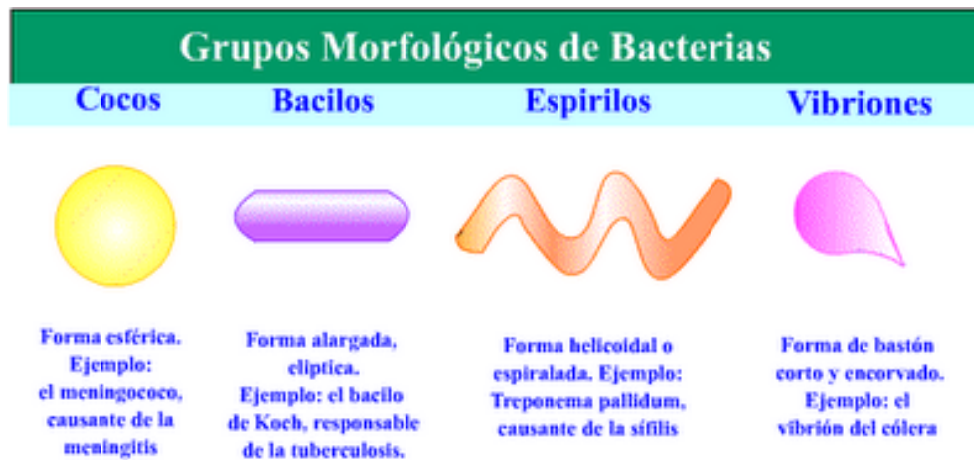 Grupos Morfológicos de Bacterias
Cocos
Bacilos
Espirilos
Vibriones
Forma esférica.
Ejemplo:
el meningococo,
causante de la
meningitis
Forma alargada,
eliptica.
Ejemplo: el bacilo
de Koch, responsable
de la tuberculosis.
Forma helicoidal o
espiralada. Ejemplo:
Treponema pallidum,
causante de la sífilis
Forma de bastón
corto y encorvado.
Ejemplo: el
vibrión del cólera